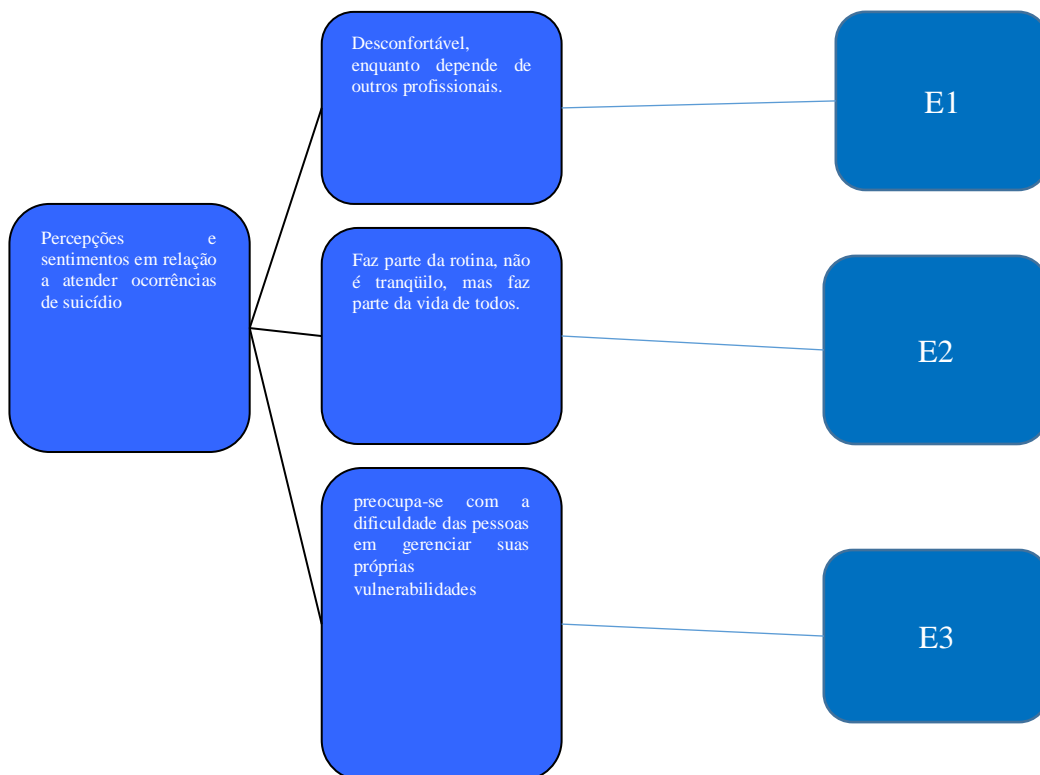 Desconfortável,
enquanto depende de
outros profissionais.
E1
Percepções e
sentimentos em relação
a atender ocorrências
de suicídio
Faz parte da rotina, não
é tranqüilo, mas faz
parte da vida de todos.
E2
preocupa-se com a
dificuldade das pessoas
em gerenciar suas
próprias
vulnerabilidades
E3